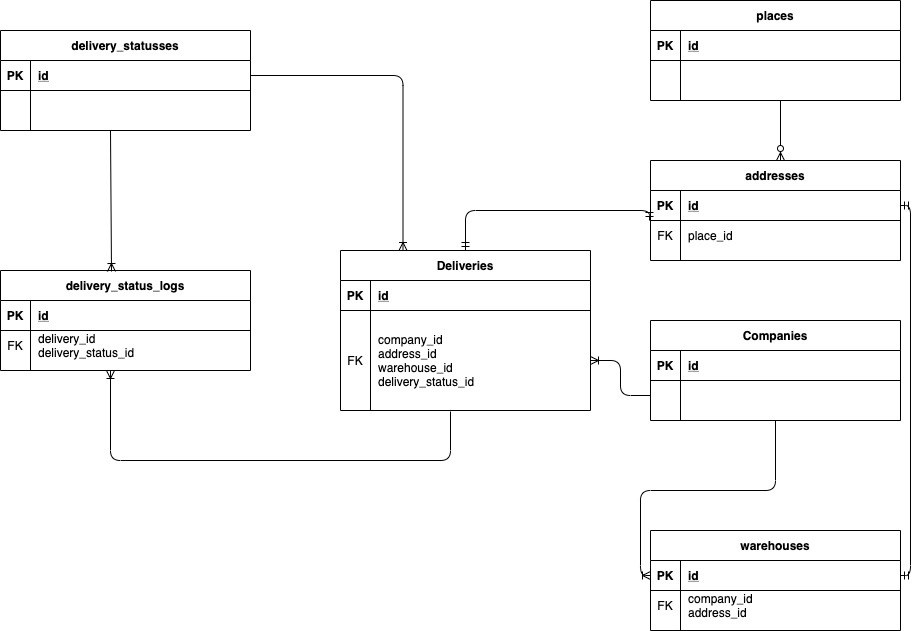 places
PK id
delivery_statusses
PK id
addresses
PK id
FK place_id
Deliveries
PK id
FK
company_id
address_id
warehouse_id
delivery_status_id
delivery_status_logs
PK id
FK
delivery_id
delivery_status_id
Companies
PK id
warehouses
PK id
FK
company_id
address_id